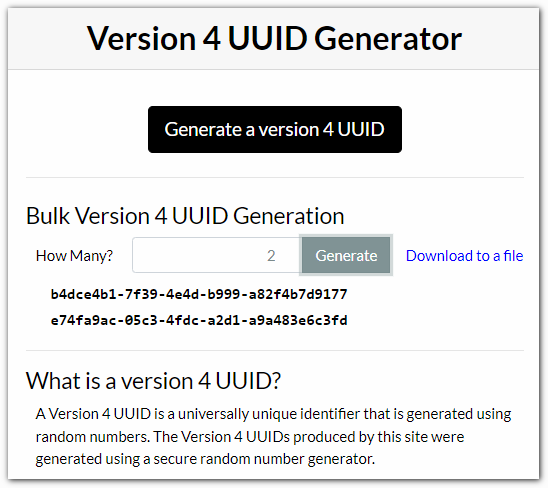 Version 4 UUID Generator
Generate a version 4 UUID
Bulk Version 4 UUID Generation
How Many? 2 Generate Download to a file
b4dce4b1-7f39-4e4d-b999-a82f4b7d9177
e74fa9ac-05c3-4fdc-a2d1-a9a483e6c3fd
What is a version 4 UUID?
A Version 4 UUID is a universally unique identifier that is generated using
random numbers. The Version 4 UUIDs produced by this site were
generated using a secure random number generator.